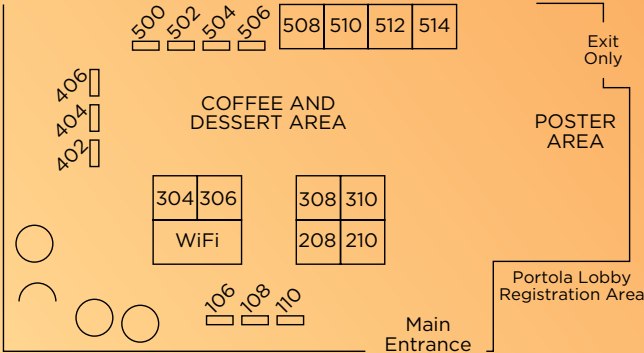 500 502 504 506
508 510 512 514
Exit
Only
406
404
402
COFFEE AND
DESSERT AREA
POSTER
AREA
304 306
308 310
WiFi
208 210
Portola Lobby
Registration Area
106 108 110
Main
Entrance